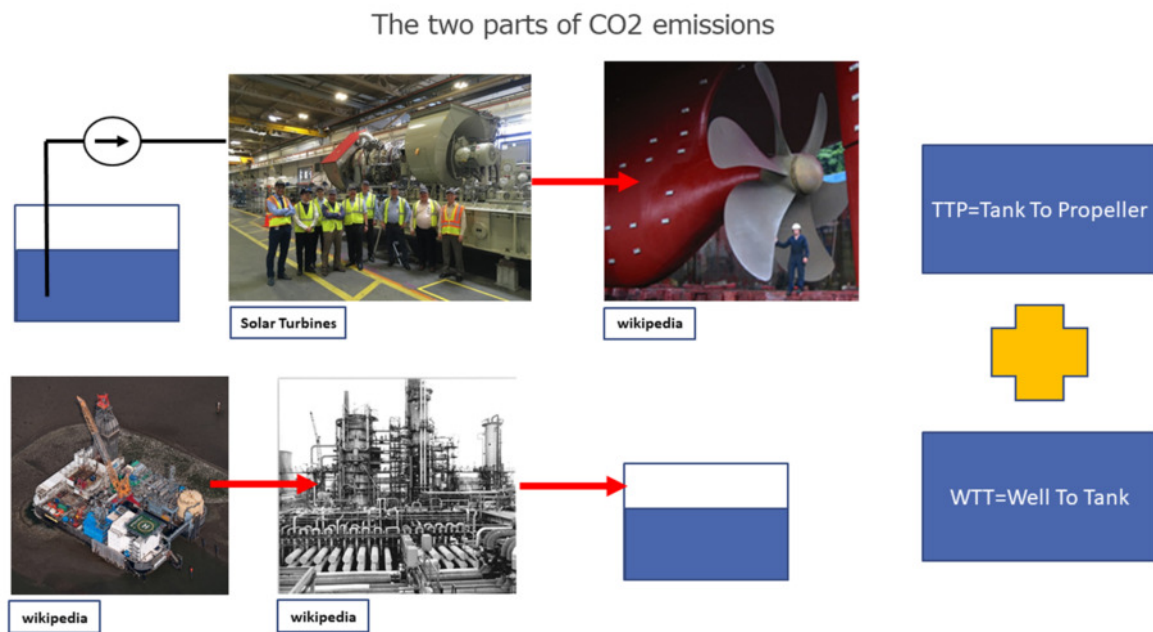 The two parts of CO2 emissions
Solar Turbines
wikipedia
TTP=Tank To Propeller
WTT=Well To Tank
wikipedia
wikipedia